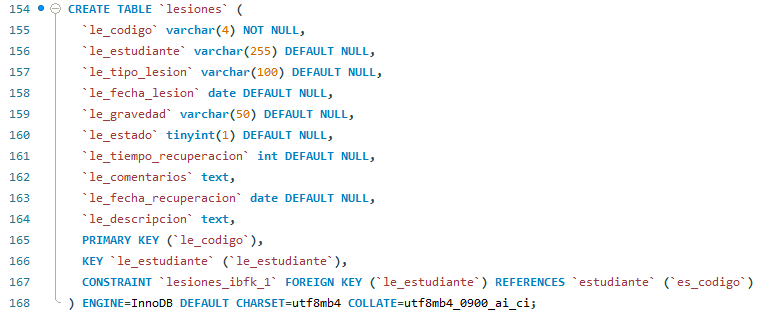 154 CREATE TABLE `lesiones` (
155 `le_codigo` varchar(4) NOT NULL,
156 `le_estudiante` varchar(255) DEFAULT NULL,
157 `le_tipo_lesion` varchar(100) DEFAULT NULL,
158 `le_fecha_lesion` date DEFAULT NULL,
159 `le_gravedad` varchar(50) DEFAULT NULL,
160 `le_estado` tinyint(1) DEFAULT NULL,
161 `le_tiempo_recuperacion` int DEFAULT NULL,
162 `le_comentarios` text,
163 `le_fecha_recuperacion` date DEFAULT NULL,
164 `le_descripcion` text,
165 PRIMARY KEY (`le_codigo`),
166 KEY `le_estudiante` (`le_estudiante`),
167 CONSTRAINT `lesiones_ibfk_1` FOREIGN KEY (`le_estudiante`) REFERENCES `estudiante` (`es_codigo`)
168 ) ENGINE=InnoDB DEFAULT CHARSET=utf8mb4 COLLATE=utf8mb4_0900_ai_ci;